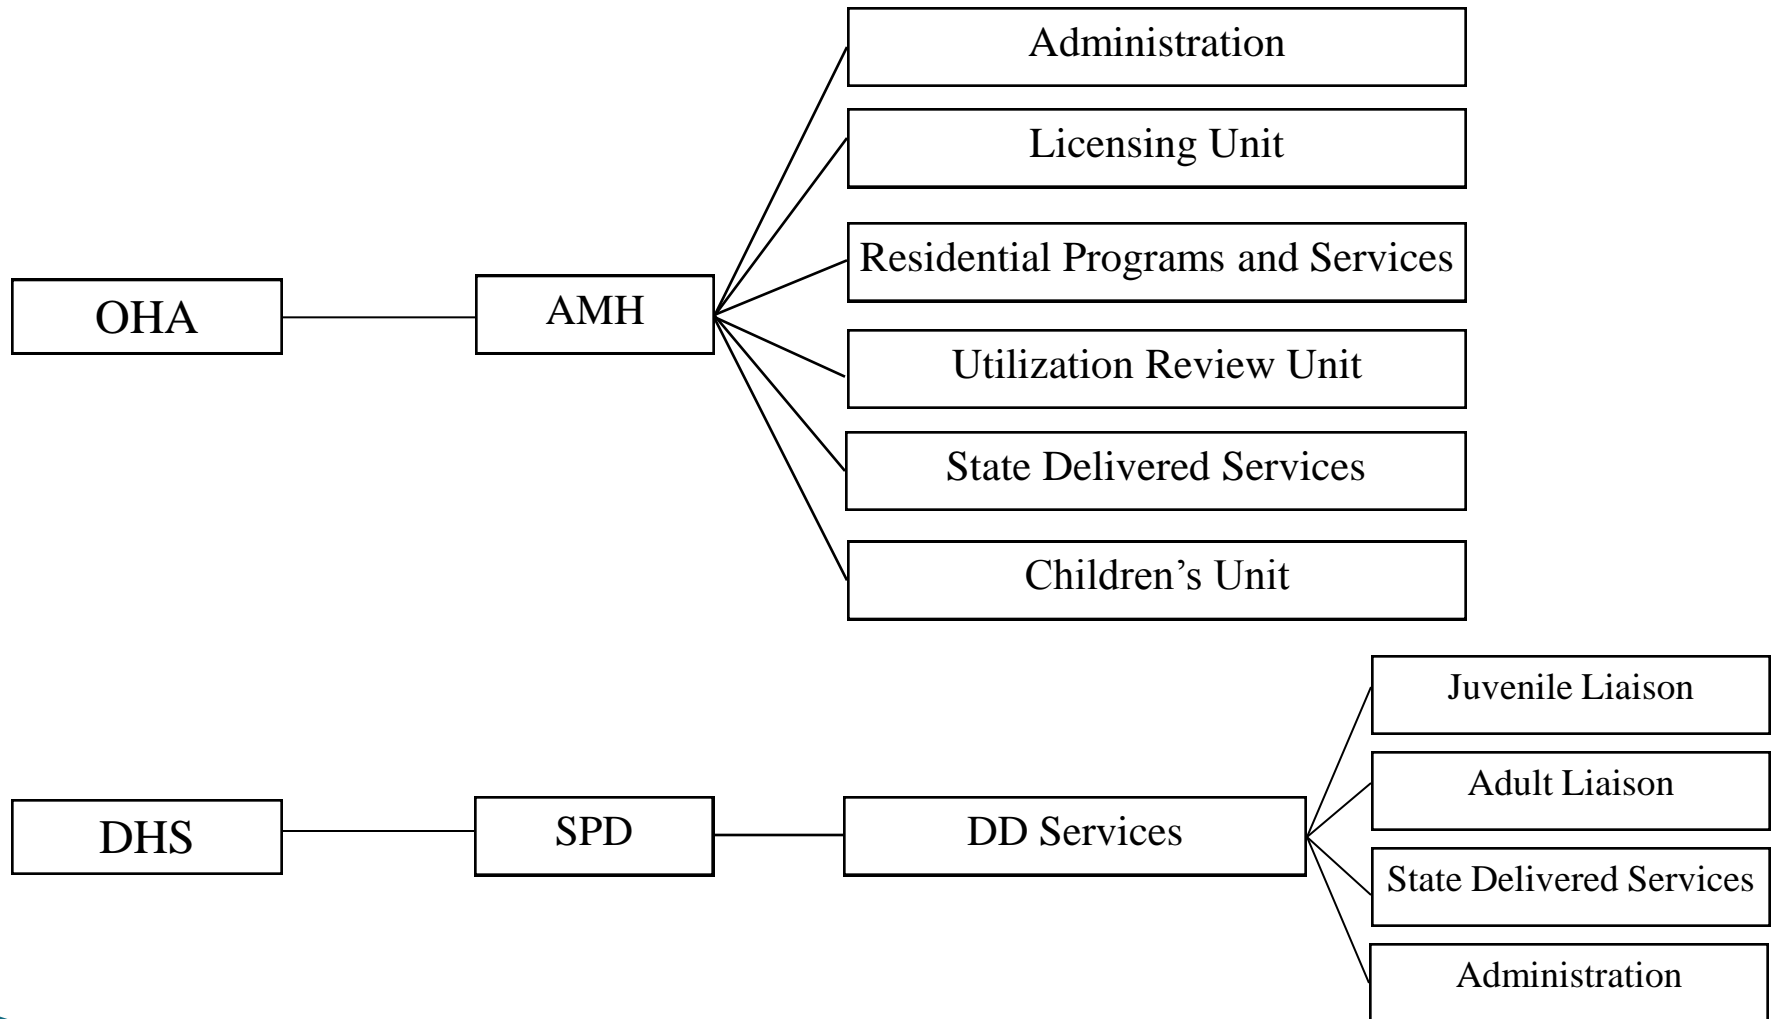 Administration
Licensing Unit
Residential Programs and Services
OHA
AMH
Utilization Review Unit
State Delivered Services
Children’s Unit
Juvenile Liaison
Adult Liaison
DHS
SPD
DD Services
State Delivered Services
Administration